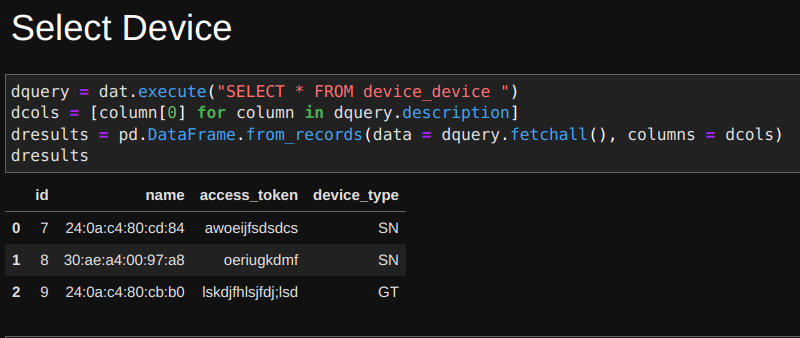 Select Device
dquery = dat.execute("SELECT * FROM device_device ")
dcols = [column[0] for column in dquery.description]
dresults = pd.DataFrame.from_records(data = dquery.fetchall(), columns = dcols)
dresults
id name access_token device_type
0 7 24:0a:c4:80:cd:84 awoeijfsdsdcs SN
1 8 30:ae:a4:00:97:a8 oeriugkdmf SN
2 9 24:0a:c4:80:cb:b0 lskdjfhlsjfdj;lsd GT